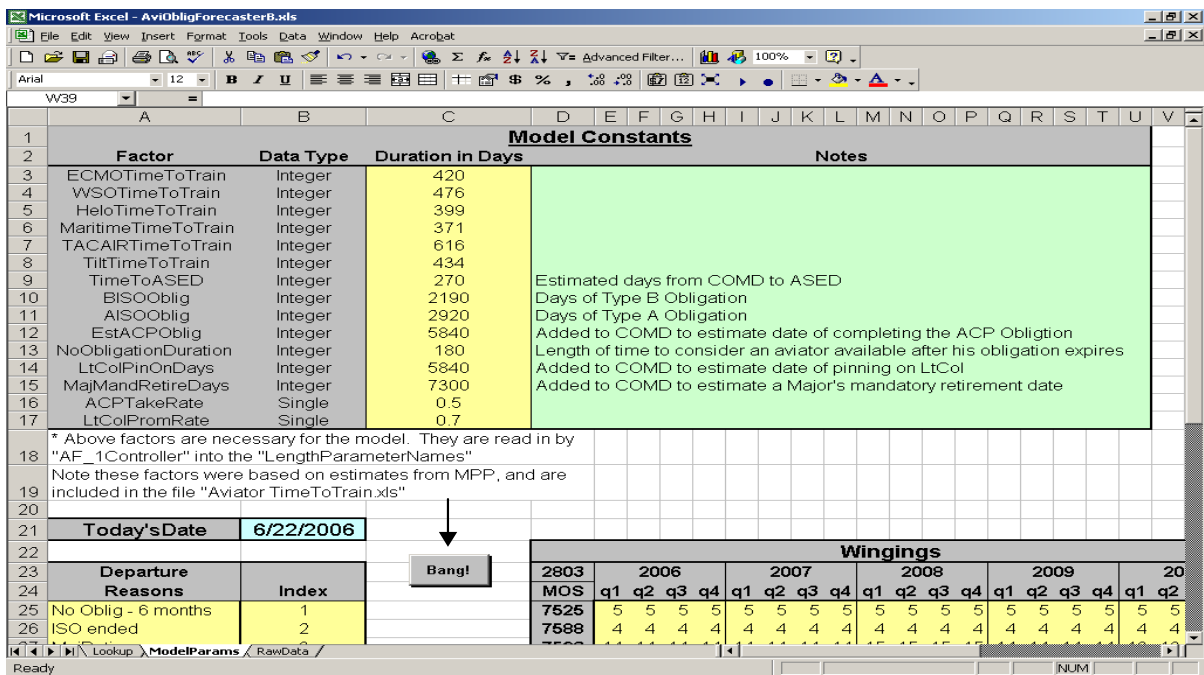 Microsoft Excel - AviObligForecasterB.xls
File Edit View Insert Format Tools Data Window Help Acrobat
Advanced Filter... 100%
Arial 12 B I U $ % ,
W39 =
A B C D E F G H I J K L M N O P Q R S T U V
1 Model Constants
2 Factor Data Type Duration in Days Notes
3 ECMOTimeToTrain Integer 420
4 WSOTimeToTrain Integer 476
5 HeloTimeToTrain Integer 399
6 MaritimeTimeToTrain Integer 371
7 TACAIRTimeToTrain Integer 616
8 TiltTimeToTrain Integer 434
9 TimeToASED Integer 270 Estimated days from COMD to ASED
10 BISOOblig Integer 2190 Days of Type B Obligation
11 AISOOblig Integer 2920 Days of Type A Obligation
12 EstACPOblig Integer 5840 Added to COMD to estimate date of completing the ACP Obligtion
13 NoObligationDuration Integer 180 Length of time to consider an aviator available after his obligation expires
14 LtColPinOnDays Integer 5840 Added to COMD to estimate date of pinning on LtCol
15 MajMandRetireDays Integer 7300 Added to COMD to estimate a Major's mandatory retirement date
16 ACPTakeRate Single 0.5
17 LtColPromRate Single 0.7
* Above factors are necessary for the model. They are read in by
18 "AF_1Controller" into the "LengthParameterNames"
Note these factors were based on estimates from MPP, and are
19 included in the file "Aviator TimeToTrain.xls"
20
21 Today'sDate 6/22/2006
22 Wingings
23 Departure Bang! 2803 2006 2007 2008 2009 20
24 Reasons Index MOS q1 q2 q3 q4 q1 q2 q3 q4 q1 q2 q3 q4 q1 q2 q3 q4 q1 q2
25 No Oblig - 6 months 1 7525 5 5 5 5 5 5 5 5 5 5 5 5 5 5 5 5 5 5
26 ISO ended 2 7588 4 4 4 4 4 4 4 4 4 4 4 4 4 4 4 4 4 4
Lookup ModelParams RawData
Ready NUM